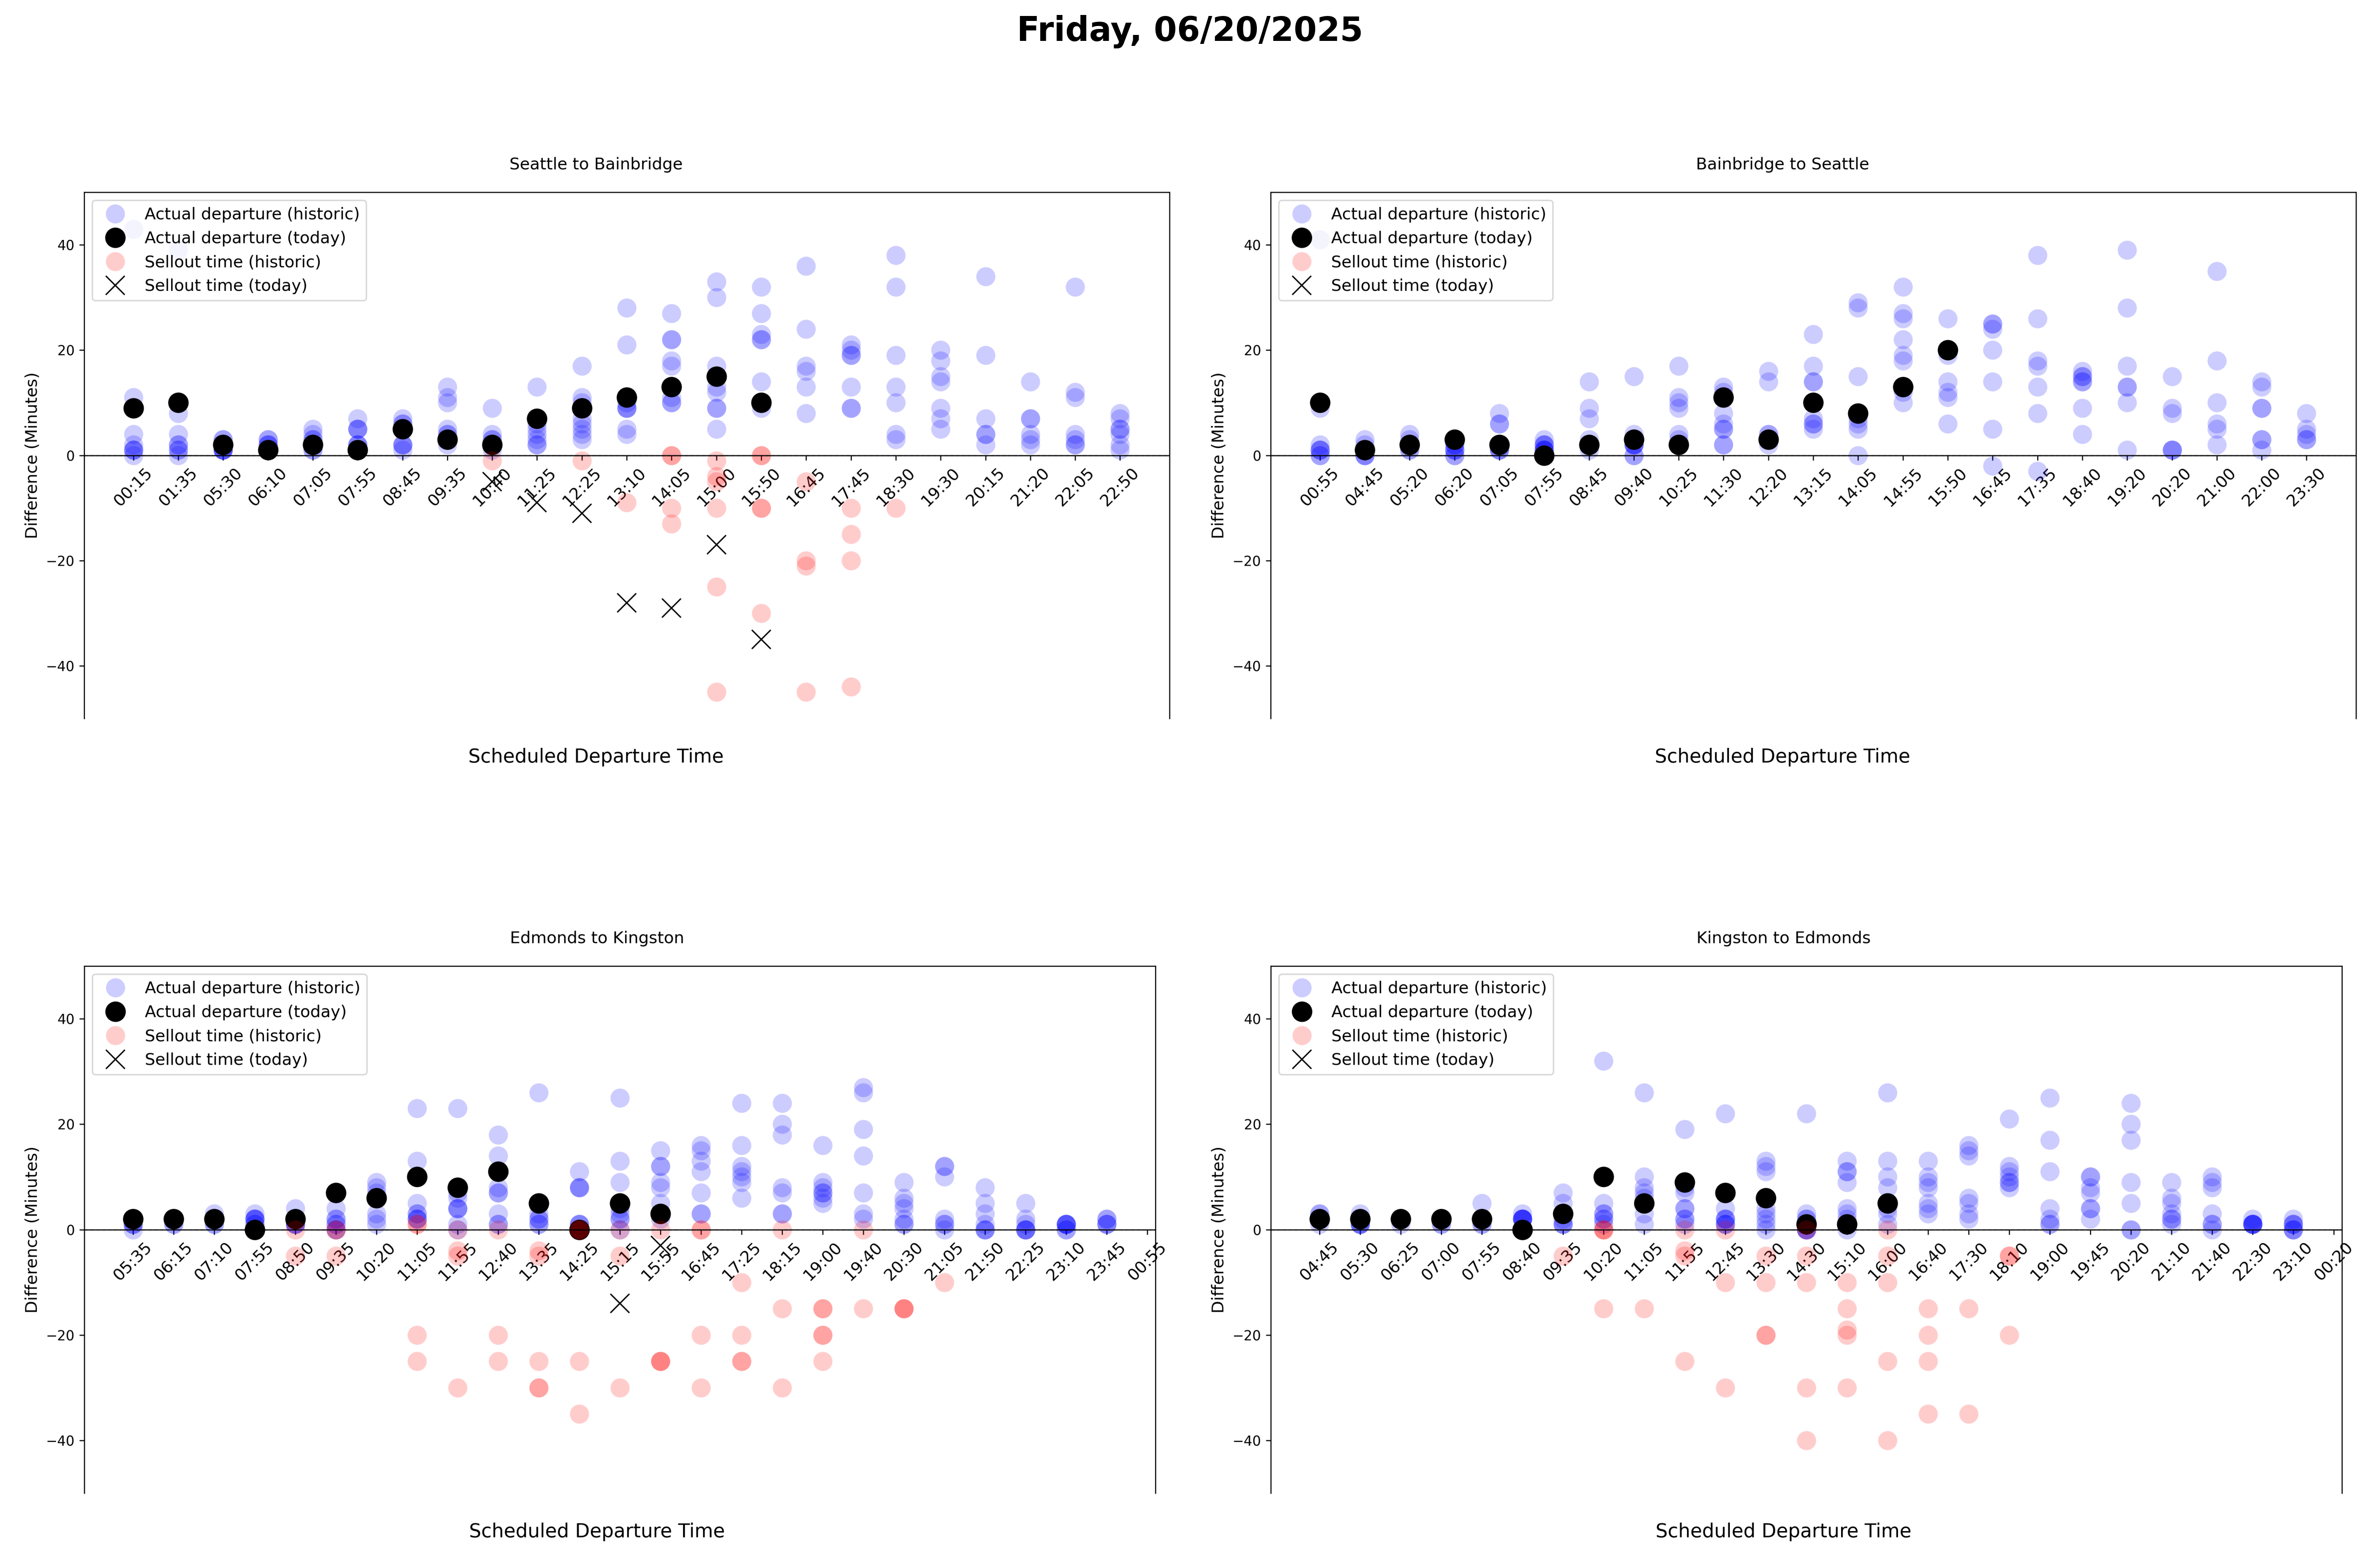 Friday, 06/20/2025
Seattle to Bainbridge
Actual departure (historic)
Actual departure (today)
Sellout time (historic)
Sellout time (today)
40
20
0
−20
−40
Difference (Minutes)
00:15 01:35 05:30 06:10 07:05 07:55 08:45 09:35 10:40 11:25 12:25 13:10 14:05 15:00 15:50 16:45 17:45 18:30 19:30 20:15 21:20 22:05 22:50
Scheduled Departure Time
Bainbridge to Seattle
Actual departure (historic)
Actual departure (today)
Sellout time (historic)
Sellout time (today)
40
20
0
−20
−40
Difference (Minutes)
00:55 04:45 05:20 06:20 07:05 07:55 08:45 09:40 10:25 11:30 12:20 13:15 14:05 14:55 15:50 16:45 17:35 18:40 19:20 20:20 21:00 22:00 23:30
Scheduled Departure Time
Edmonds to Kingston
Actual departure (historic)
Actual departure (today)
Sellout time (historic)
Sellout time (today)
40
20
0
−20
−40
Difference (Minutes)
05:35 06:15 07:10 07:55 08:50 09:35 10:20 11:05 11:55 12:40 13:35 14:25 15:15 15:55 16:45 17:25 18:15 19:00 19:40 20:30 21:05 21:50 22:25 23:10 23:45 00:55
Scheduled Departure Time
Kingston to Edmonds
Actual departure (historic)
Actual departure (today)
Sellout time (historic)
Sellout time (today)
40
20
0
−20
−40
Difference (Minutes)
04:45 05:30 06:25 07:00 07:55 08:40 09:35 10:20 11:05 11:55 12:45 13:30 14:30 15:10 16:00 16:40 17:30 18:10 19:00 19:45 20:20 21:10 21:40 22:30 23:10 00:20
Scheduled Departure Time